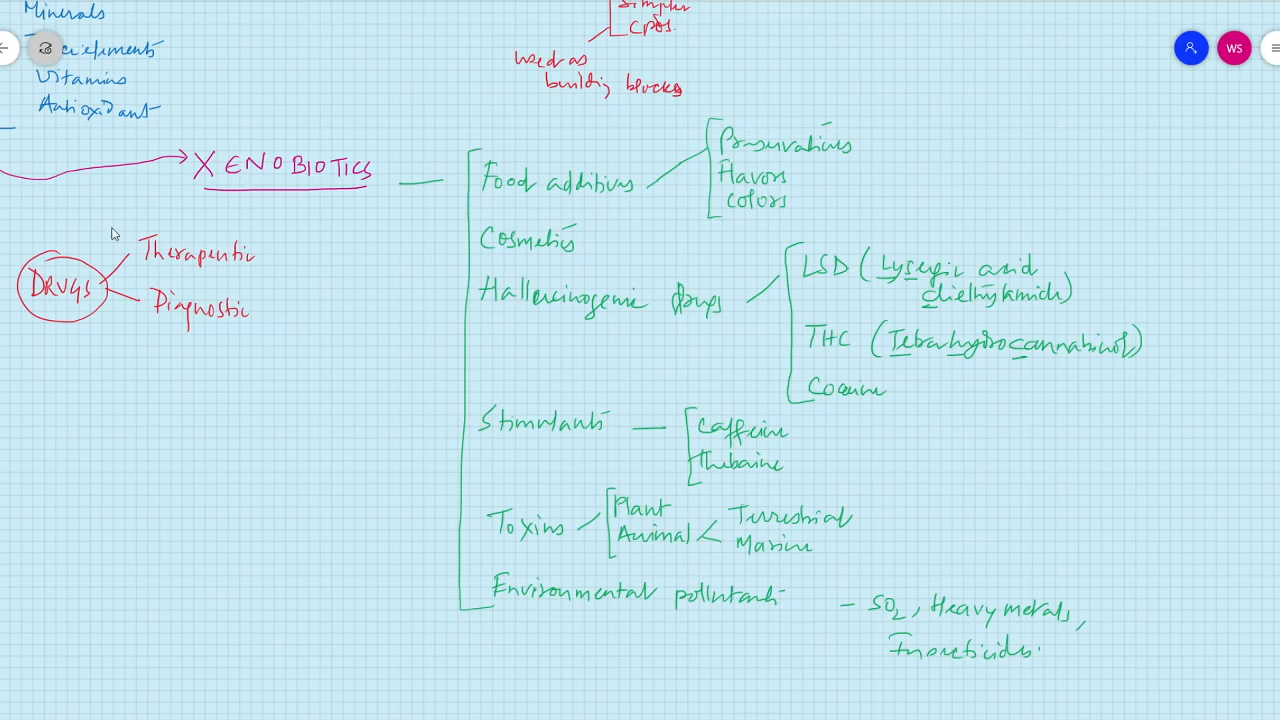 Minerals
Vitamins
Antioxidant
Simpler
cpds.
used as
building blocks
WS
XENOBIOTICS
Food additives
Preservatives
Flavors
colors
Cosmetics
DRUGS
Therapeutic
Diagnostic
Hallucinogenic drugs
LSD (Lysergic acid
diethylamide)
THC (Tetrahydrocannabinol)
Cocaine
Stimulants
Caffeine
Thebaine
Toxins
Plant
Animal
Terrestrial
Marine
Environmental pollutants
- SO2, Heavy metals,
Insecticides.